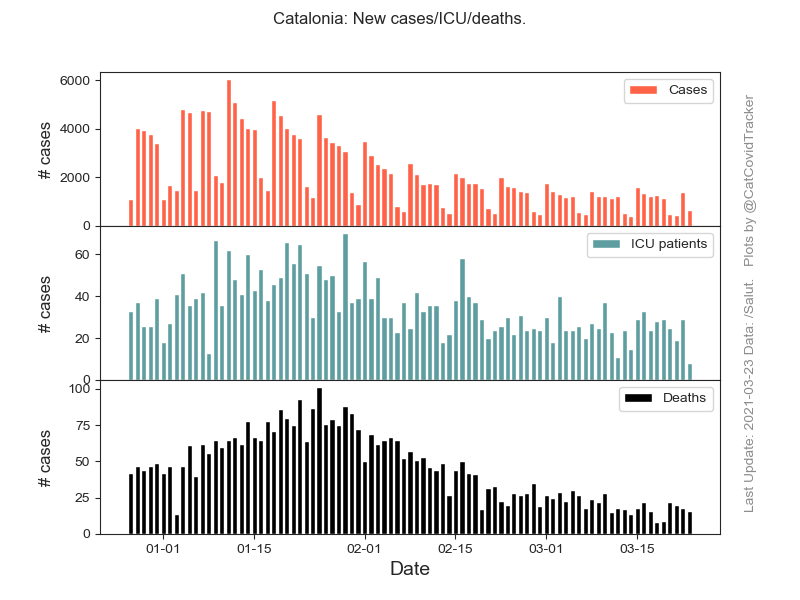 Catalonia: New cases/ICU/deaths.
6000
4000
2000
0
# cases
Cases
60
40
20
0
# cases
ICU patients
100
75
50
25
0
# cases
Deaths
01-01
01-15
02-01
02-15
03-01
03-15
Date
Last Update: 2021-03-23 Data: /Salut. Plots by @CatCovidTracker